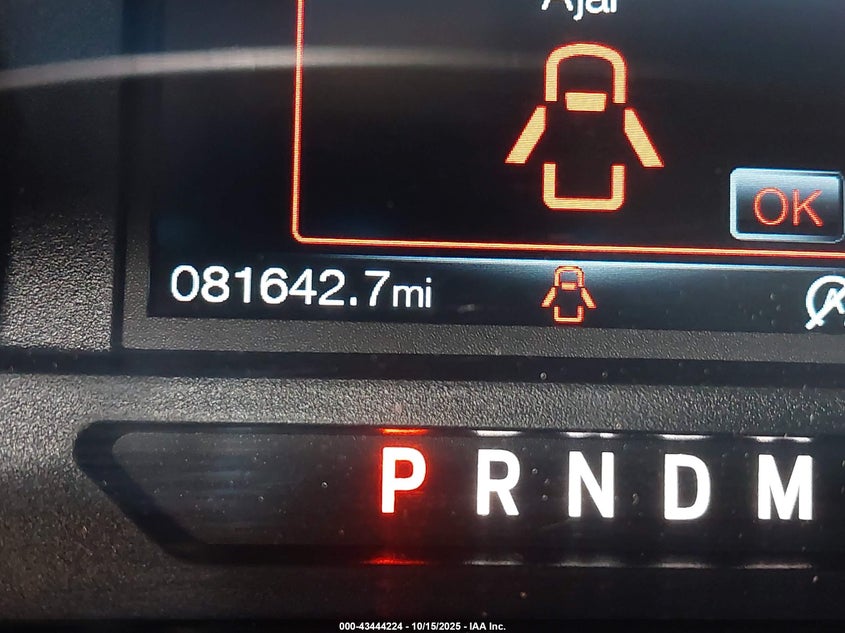 Ajar
OK
081642.7mi
P R N D M
000-43444224 - 10/15/2025 - IAA Inc.